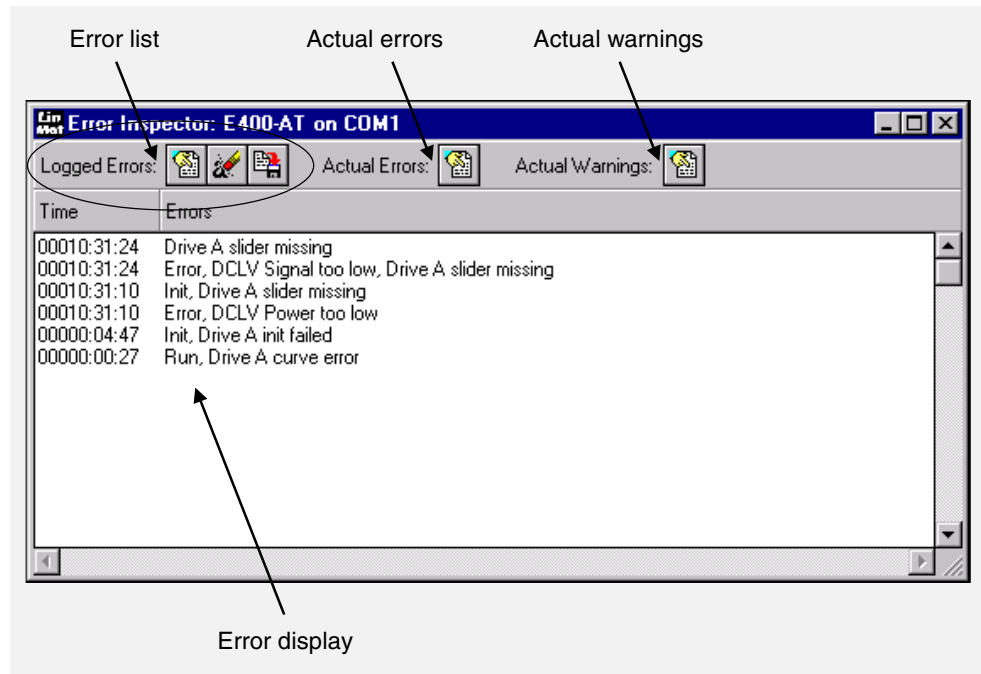 Error list Actual errors Actual warnings
Lin Mot Error Inspector: E400-AT on COM1
Logged Errors: Actual Errors: Actual Warnings:
Time Errors
00010:31:24 Drive A slider missing
00010:31:24 Error, DCLV Signal too low, Drive A slider missing
00010:31:10 Init, Drive A slider missing
00010:31:10 Error, DCLV Power too low
00000:04:47 Init, Drive A init failed
00000:00:27 Run, Drive A curve error
Error display